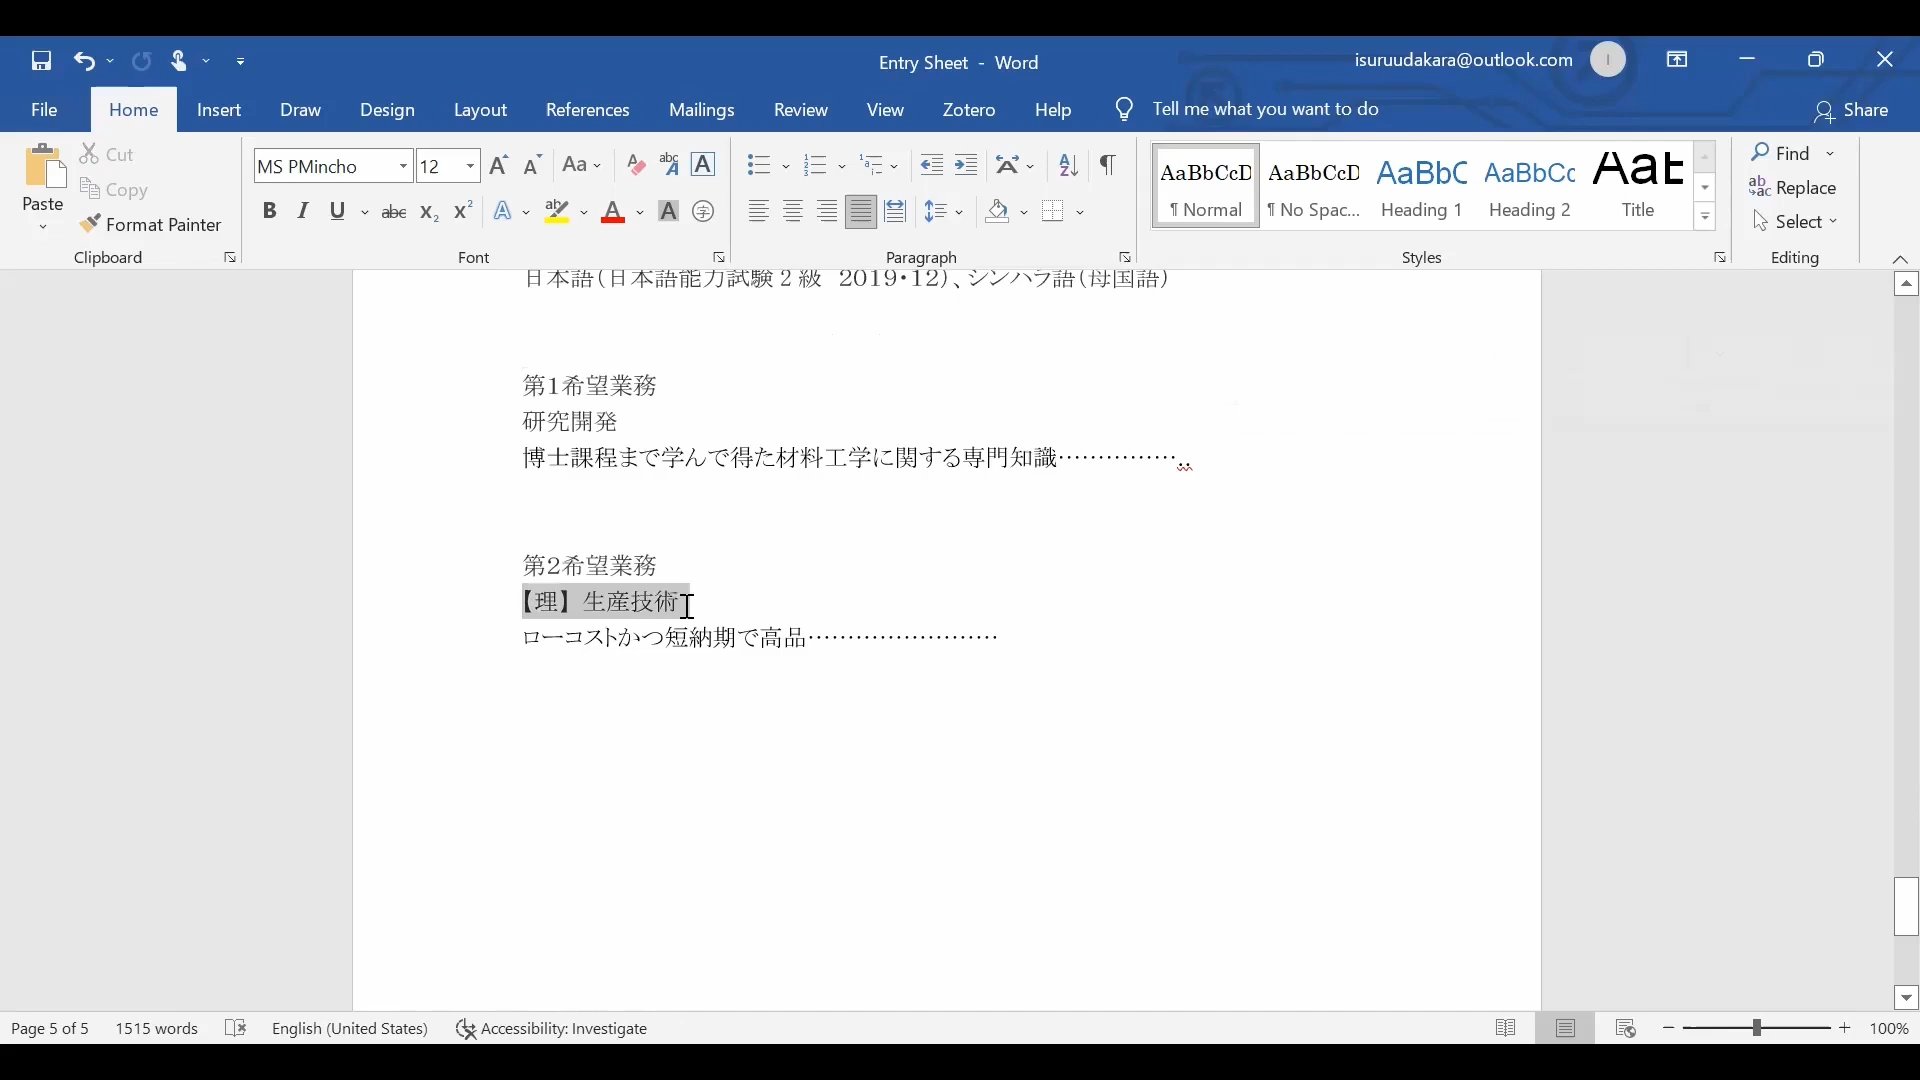 Entry Sheet - Word
isuruudakara@outlook.com
I
File
Home
Insert
Draw
Design
Layout
References
Mailings
Review
View
Zotero
Help
Tell me what you want to do
Share
Paste
Cut
Copy
Format Painter
Clipboard
MS PMincho
12
Font
Paragraph
AaBbCcD
¶ Normal
AaBbCcD
¶ No Spac...
AaBbC
Heading 1
AaBbCc
Heading 2
Aab
Title
Styles
Find
Replace
Select
Editing
日本語（日本語能力試験２級 2019・12）、シンハラ語（母国語）
第１希望業務
研究開発
博士課程まで学んで得た材料工学に関する専門知識……………..
第２希望業務
【理】生産技術
ローコストかつ短納期で高品……………………
Page 5 of 5
1515 words
English (United States)
Accessibility: Investigate
100%